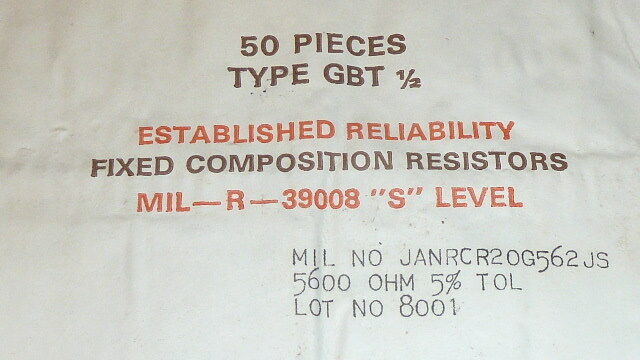 50 PIECES
TYPE GBT ½
ESTABLISHED RELIABILITY
FIXED COMPOSITION RESISTORS
MIL-R-39008 "S" LEVEL
MIL NO JANRCR20G562JS
5600 OHM 5% TOL
LOT NO 8001